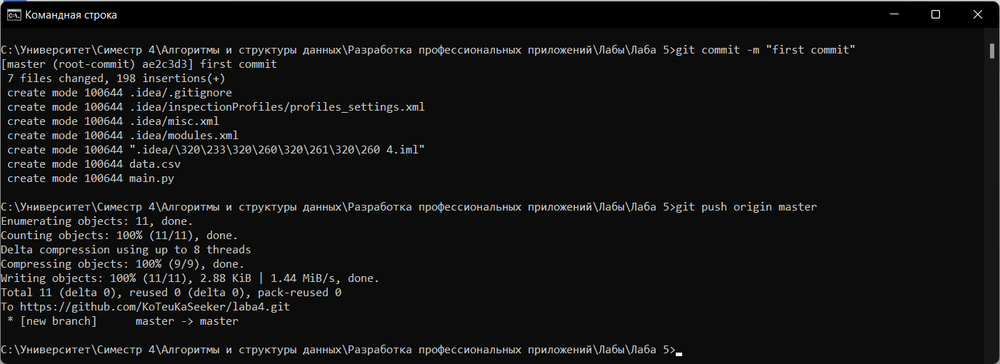 Командная строка
C:\Университет\Симестр 4\Алгоритмы и структуры данных\Разработка профессиональных приложений\Лабы\Лаба 5>git commit -m "first commit"
[master (root-commit) ae2c3d3] first commit
 7 files changed, 198 insertions(+)
 create mode 100644 .idea/.gitignore
 create mode 100644 .idea/inspectionProfiles/profiles_settings.xml
 create mode 100644 .idea/misc.xml
 create mode 100644 .idea/modules.xml
 create mode 100644 ".idea/\320\233\320\260\320\261\320\260 4.iml"
 create mode 100644 data.csv
 create mode 100644 main.py
C:\Университет\Симестр 4\Алгоритмы и структуры данных\Разработка профессиональных приложений\Лабы\Лаба 5>git push origin master
Enumerating objects: 11, done.
Counting objects: 100% (11/11), done.
Delta compression using up to 8 threads
Compressing objects: 100% (9/9), done.
Writing objects: 100% (11/11), 2.88 KiB | 1.44 MiB/s, done.
Total 11 (delta 0), reused 0 (delta 0), pack-reused 0
To https://github.com/KoTeuKaSeeker/laba4.git
 * [new branch]      master -> master
C:\Университет\Симестр 4\Алгоритмы и структуры данных\Разработка профессиональных приложений\Лабы\Лаба 5>